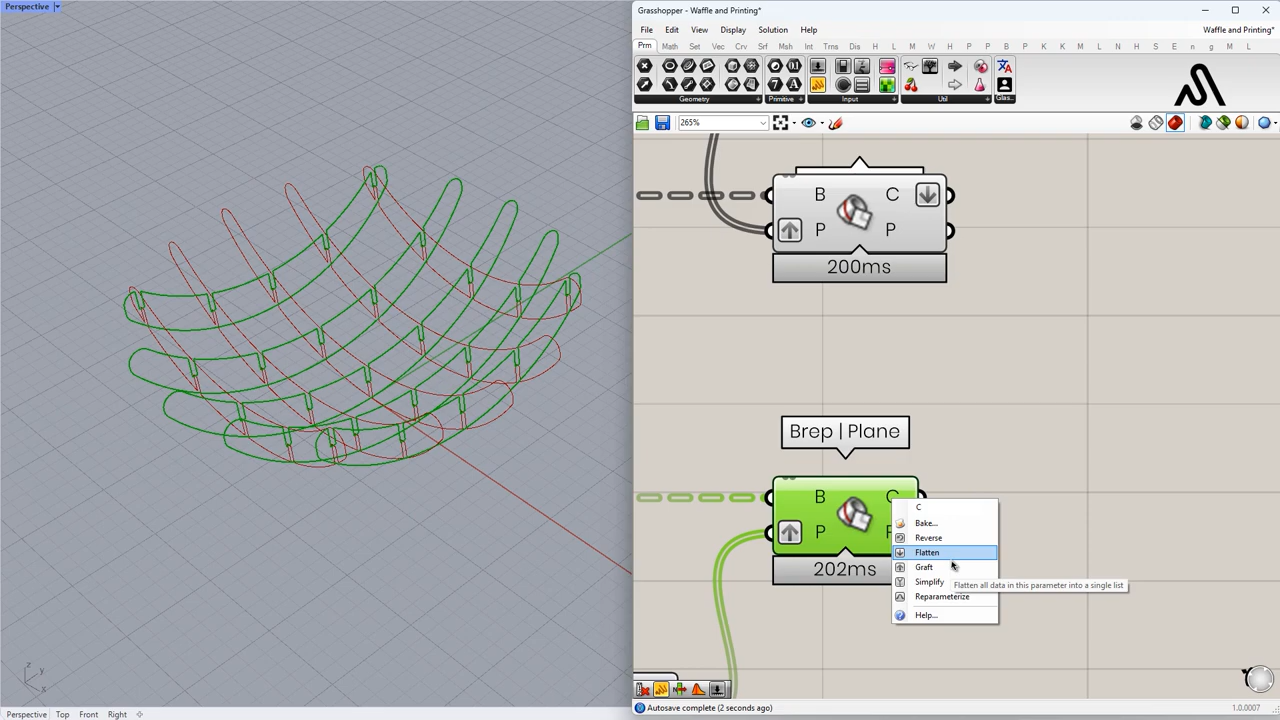 Perspective
Grasshopper - Waffle and Printing*
File Edit View Display Solution Help
Waffle and Printing*
Prm Math Set Vec Crv Srf Msh Int Trns Dis H L M W H P P B P K K M L N L H S E n g M L
Geometry
Primitive
Input
Util
Glas..
265%
B C
P P
200ms
Brep | Plane
B C
P P
202ms
C
Bake...
Reverse
Flatten
Graft
Simplify
Reparameterize
Help...
Flatten all data in this parameter into a single list
z
y
x
Perspective Top Front Right
Autosave complete (2 seconds ago)
1.0.0007